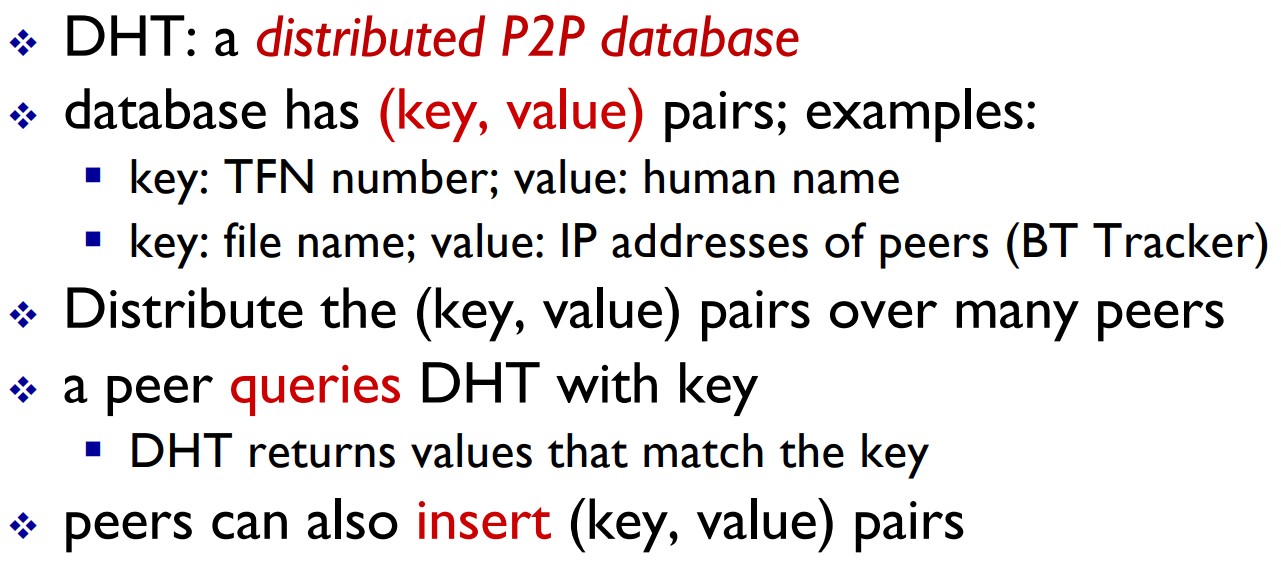 ❖ DHT: a distributed P2P database
❖ database has (key, value) pairs; examples:
▪ key: TFN number; value: human name
▪ key: file name; value: IP addresses of peers (BT Tracker)
❖ Distribute the (key, value) pairs over many peers
❖ a peer queries DHT with key
▪ DHT returns values that match the key
❖ peers can also insert (key, value) pairs